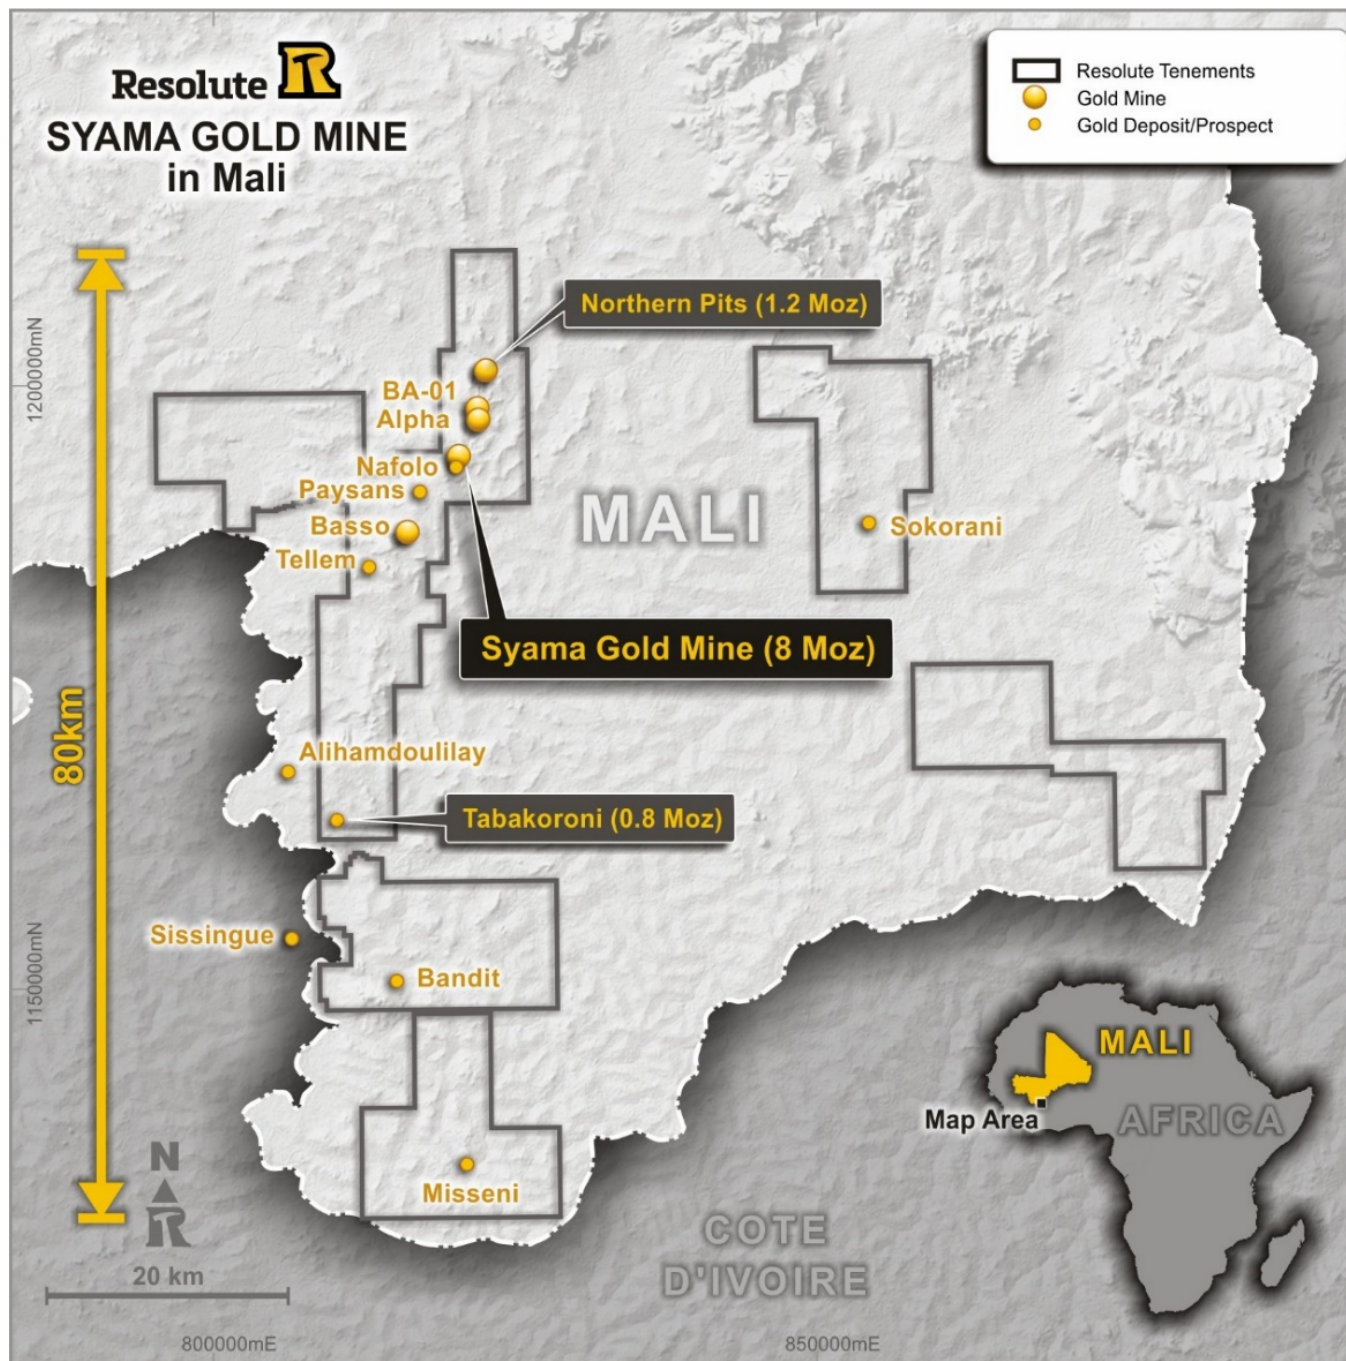 Resolute
SYAMA GOLD MINE
in Mali
Resolute Tenements
Gold Mine
Gold Deposit/Prospect
Northern Pits (1.2 Moz)
1200000mN
BA-01
Alpha
Nafolo
Paysans
Basso
Tellem
MALI
Sokorani
Syama Gold Mine (8 Moz)
80km
Alihamdoulilay
Tabakoroni (0.8 Moz)
Sissingue
Bandit
1150000mN
Misseni
MALI
Map Area
AFRICA
N
20 km
COTE
D'IVOIRE
800000mE
850000mE